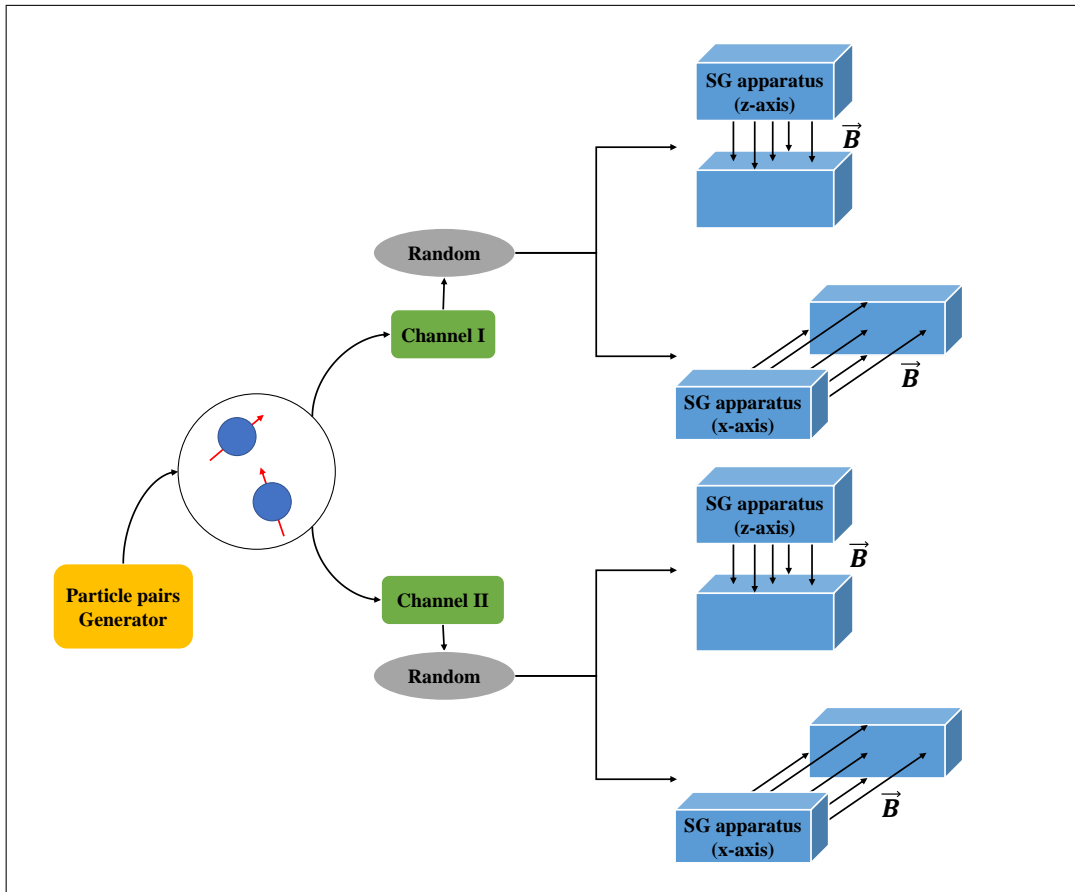 SG apparatus
(z-axis)
B
Random
Channel I
B
SG apparatus
(x-axis)
SG apparatus
(z-axis)
B
Particle pairs
Generator
Channel II
Random
B
SG apparatus
(x-axis)